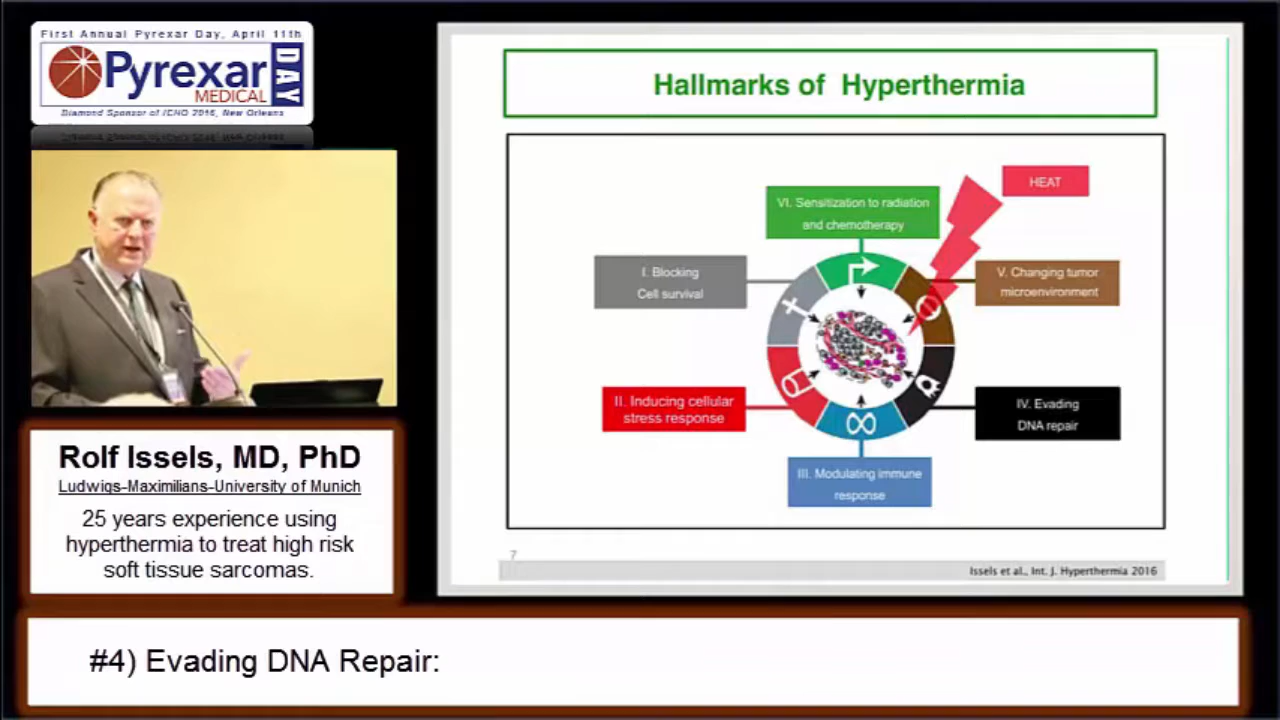 First Annual Pyrexar Day, April 11th
Pyrexar
MEDICAL
DAY
Diamond Sponsor of ICHO 2016, New Orleans
Hallmarks of Hyperthermia
HEAT
VI. Sensitization to radiation
and chemotherapy
I. Blocking
Cell survival
V. Changing tumor
microenvironment
II. Inducing cellular
stress response
IV. Evading
DNA repair
III. Modulating immune
response
7
Issels et al., Int. J. Hyperthermia 2016
Rolf Issels, MD, PhD
Ludwigs-Maximilians-University of Munich
25 years experience using
hyperthermia to treat high risk
soft tissue sarcomas.
#4) Evading DNA Repair: